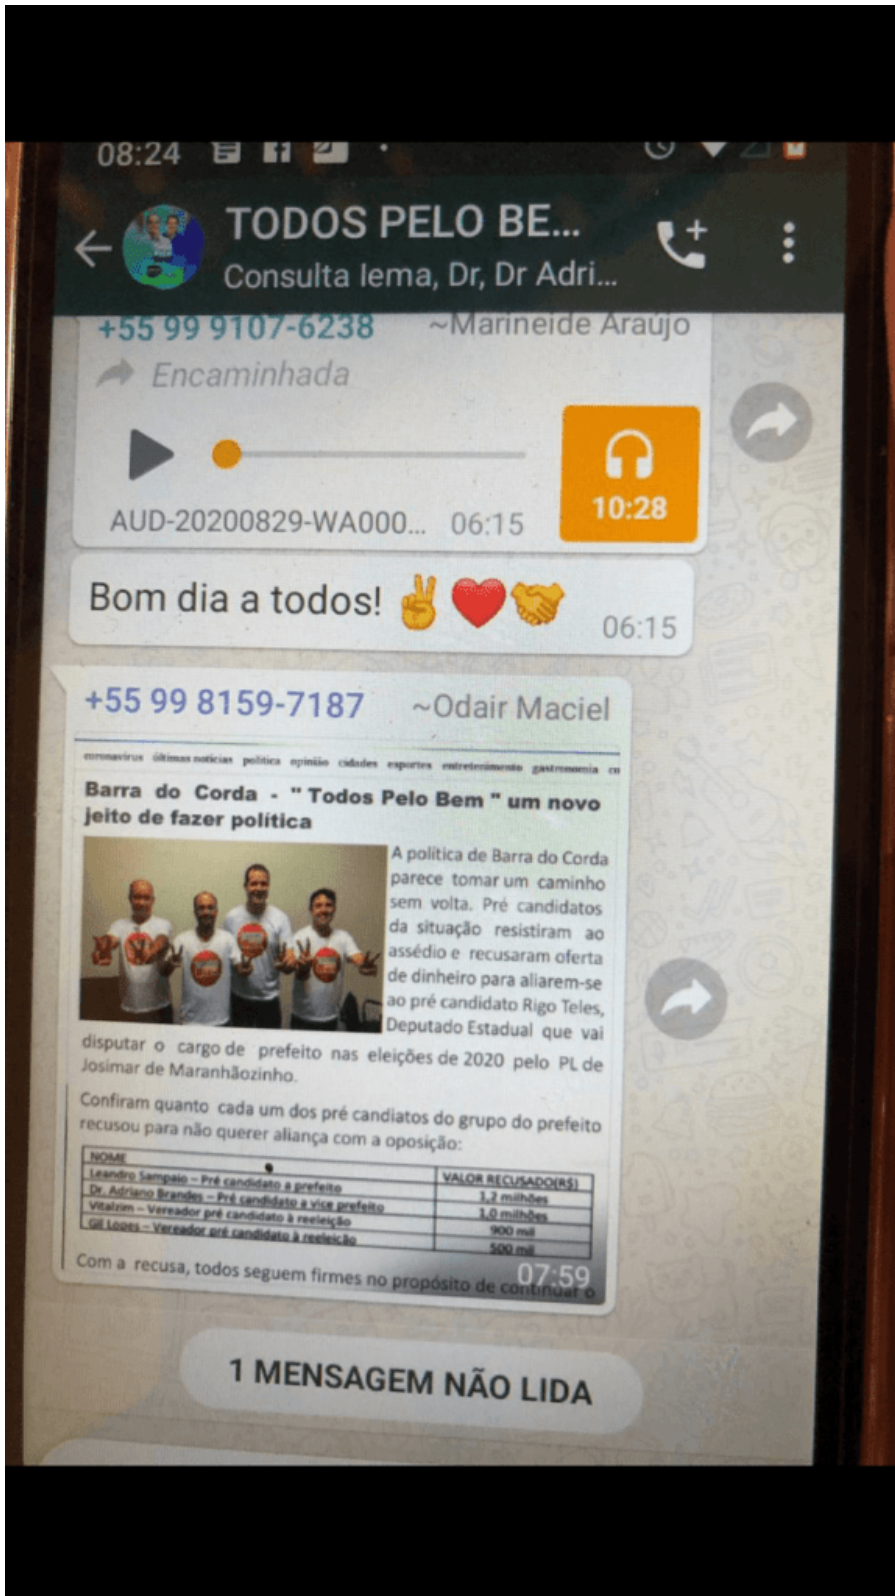 08:24
TODOS PELO BE...
Consulta Iema, Dr, Dr Adri...
+55 99 9107-6238 ~Marineide Araújo
Encaminhada
10:28
AUD-20200829-WA000... 06:15
Bom dia a todos! ✌❤🤝
06:15
+55 99 8159-7187 ~Odair Maciel
coronavírus últimas notícias política opinião cidades esportes entretenimento gastronomia cu
Barra do Corda - " Todos Pelo Bem " um novo
jeito de fazer política
A política de Barra do Corda
parece tomar um caminho
sem volta. Pré candidatos
da situação resistiram ao
assédio e recusaram oferta
de dinheiro para aliarem-se
ao pré candidato Rigo Teles,
Deputado Estadual que vai
disputar o cargo de prefeito nas eleições de 2020 pelo PL de
Josimar de Maranhãozinho.
Confiram quanto cada um dos pré candiatos do grupo do prefeito
recusou para não querer aliança com a oposição:
NOME VALOR RECUSADO(R$)
Leandro Sampaio – Pré candidato a prefeito 1,2 milhões
Dr. Adriano Brandes – Pré candidato a vice prefeito 1,0 milhões
Vitalzim – Vereador pré candidato à reeleição 900 mil
Gil Lopes – Vereador pré candidato à reeleição 500 mil
Com a recusa, todos seguem firmes no propósito de continuar o
07:59
1 MENSAGEM NÃO LIDA